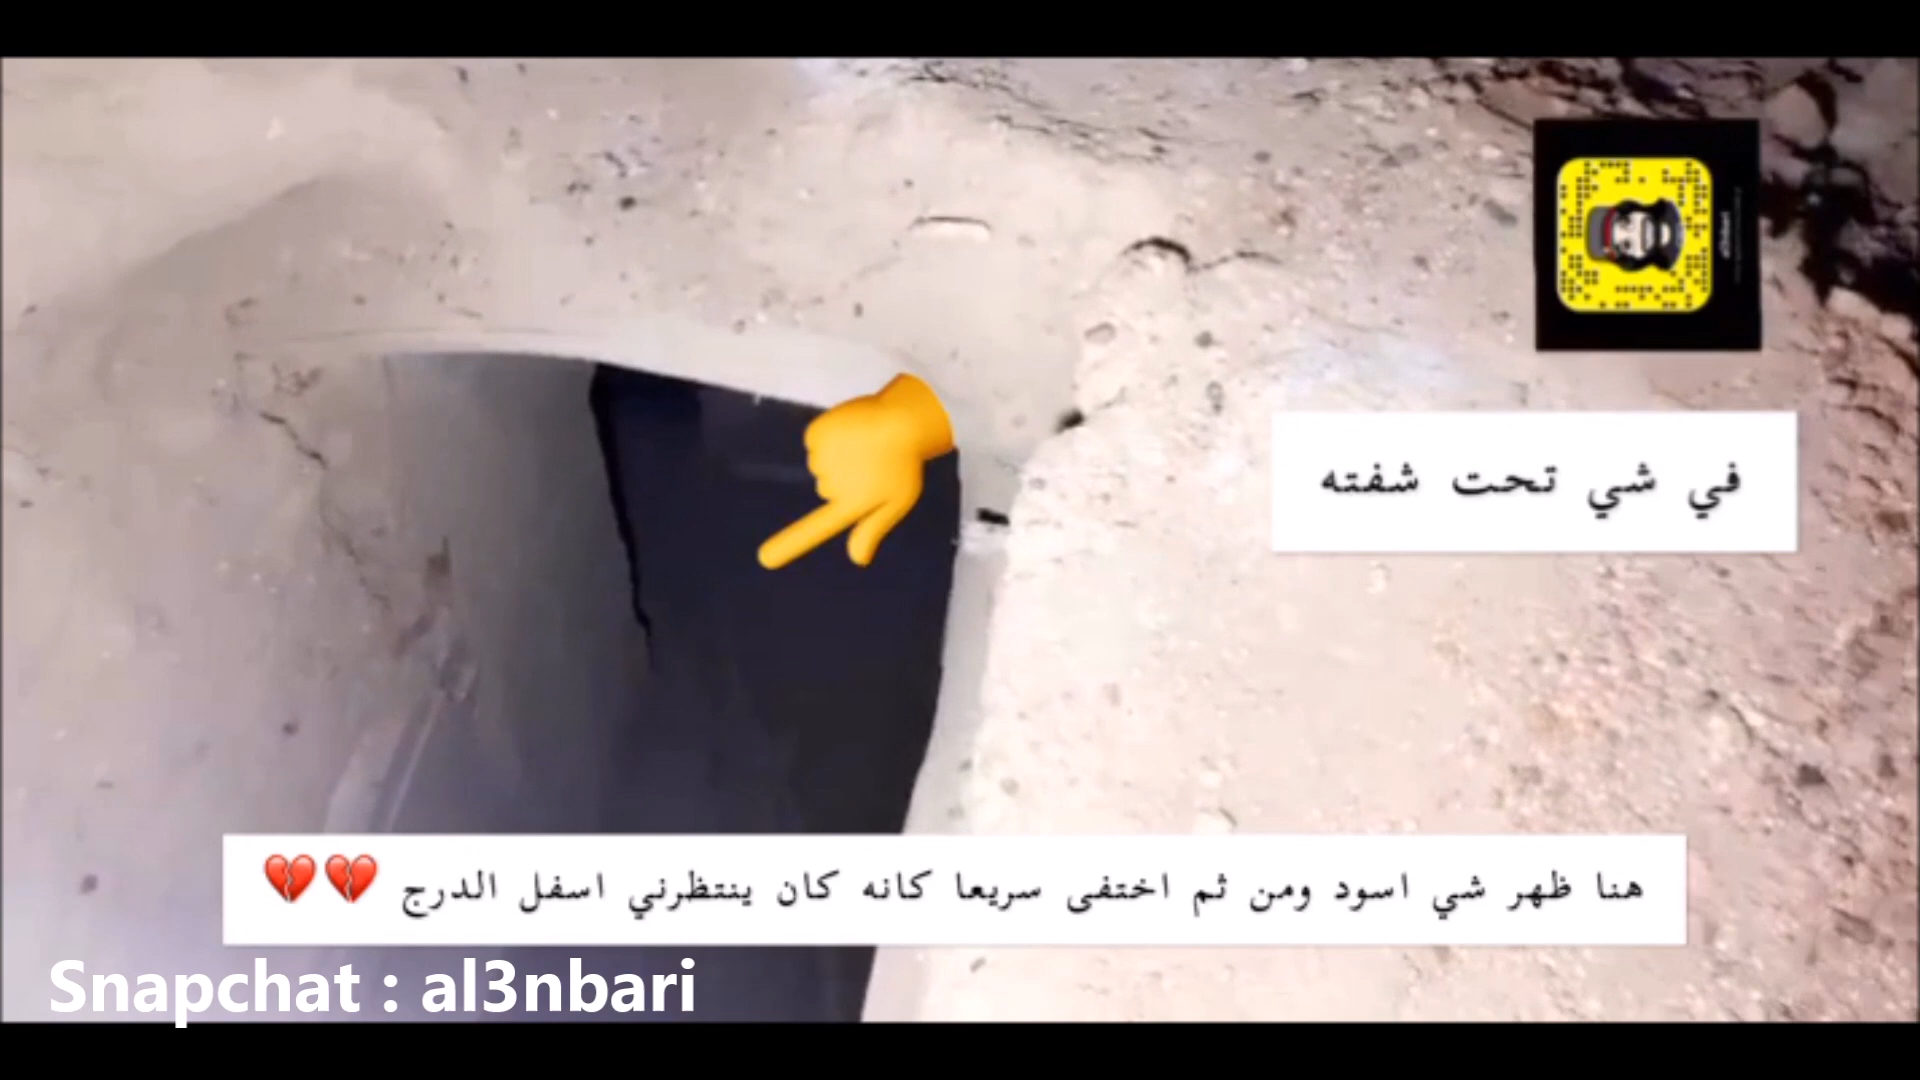 في شي تحت شفته
هنا ظهر شي اسود ومن ثم اختفى سريعا كانه كان ينتظرني اسفل الدرج 💔💔
Snapchat : al3nbari